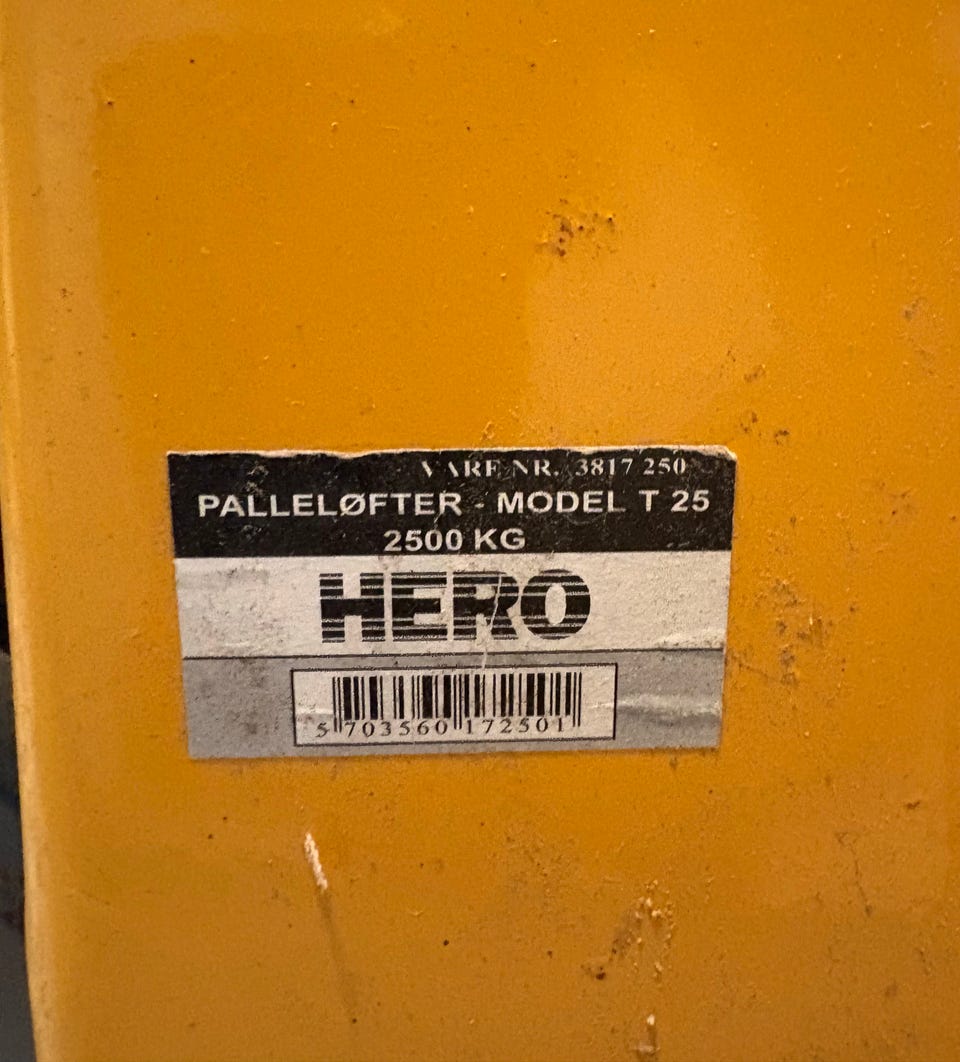 VARE NR. 3817 250
PALLELØFTER - MODEL T 25
2500 KG
HERO
5 703560 172501